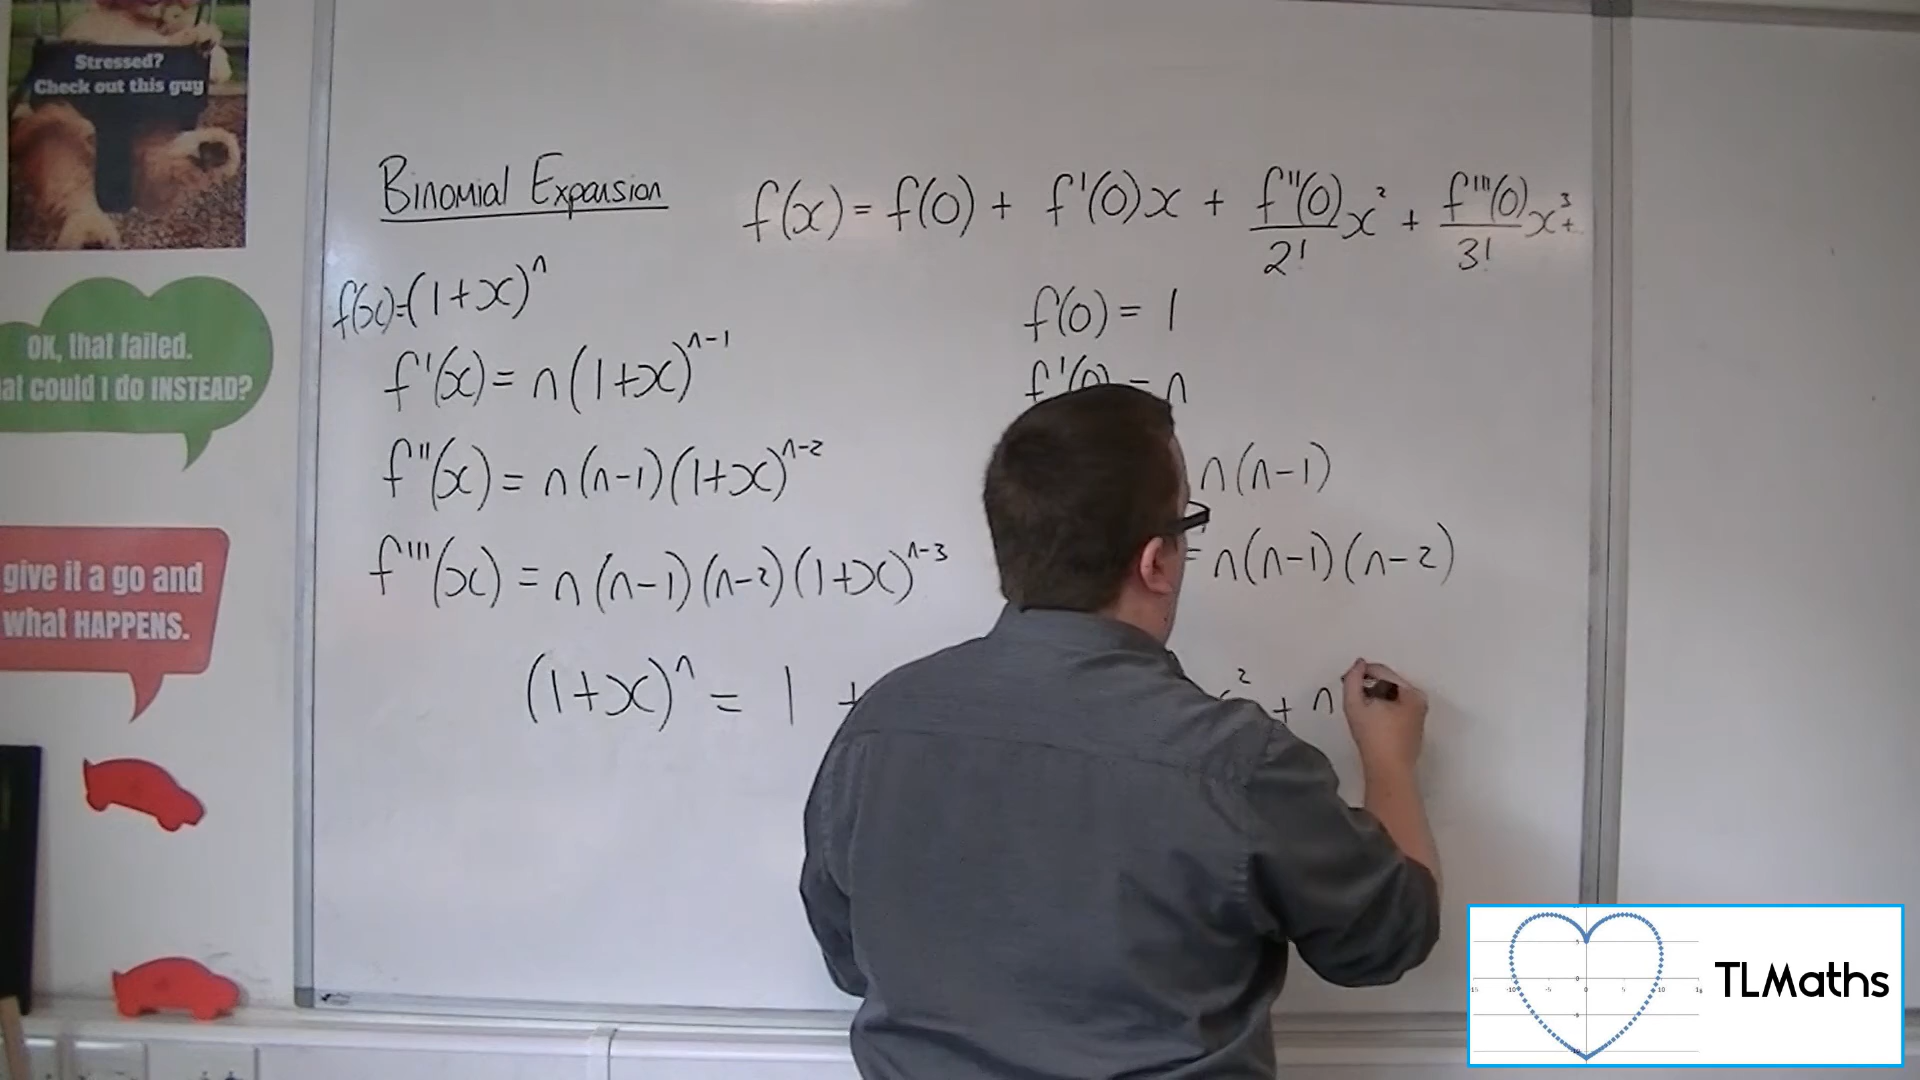 Stressed?
Check out this guy
OK, that failed.
at could I do INSTEAD?
give it a go and
what HAPPENS.
Binomial Expansion
f(x) = f(0) + f'(0)x + f''(0)/2! x² + f'''(0)/3! x³ +
f(x)=(1+x)ⁿ
f(0) = 1
f'(x) = n(1+x)ⁿ⁻¹
f'(0) = n
f''(x) = n(n-1)(1+x)ⁿ⁻²
n(n-1)
f'''(x) = n(n-1)(n-2)(1+x)ⁿ⁻³
= n(n-1)(n-2)
(1+x)ⁿ = 1 +
² + n
TLMaths